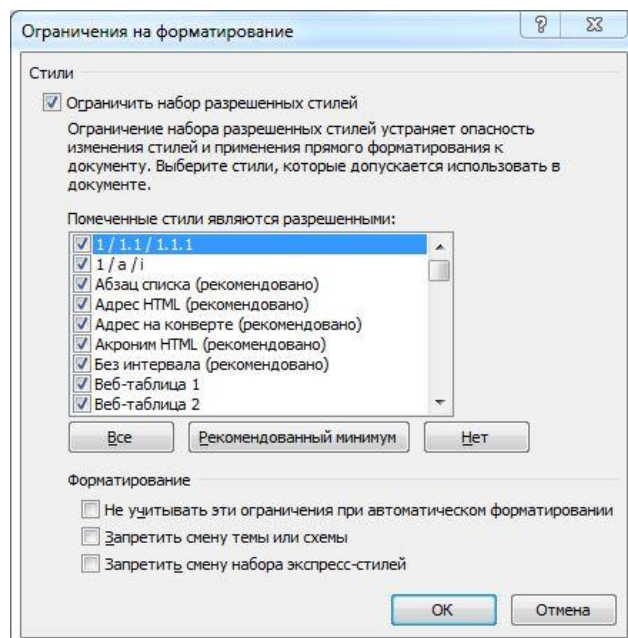 Ограничения на форматирование
Стили
Ограничить набор разрешенных стилей
Ограничение набора разрешенных стилей устраняет опасность
изменения стилей и применения прямого форматирования к
документу. Выберите стили, которые допускается использовать в
документе.
Помеченные стили являются разрешенными:
1 / 1.1 / 1.1.1
1 / a / i
Абзац списка (рекомендовано)
Адрес HTML (рекомендовано)
Адрес на конверте (рекомендовано)
Акроним HTML (рекомендовано)
Без интервала (рекомендовано)
Веб-таблица 1
Веб-таблица 2
Все Рекомендованный минимум Нет
Форматирование
Не учитывать эти ограничения при автоматическом форматировании
Запретить смену темы или схемы
Запретить смену набора экспресс-стилей
ОК Отмена